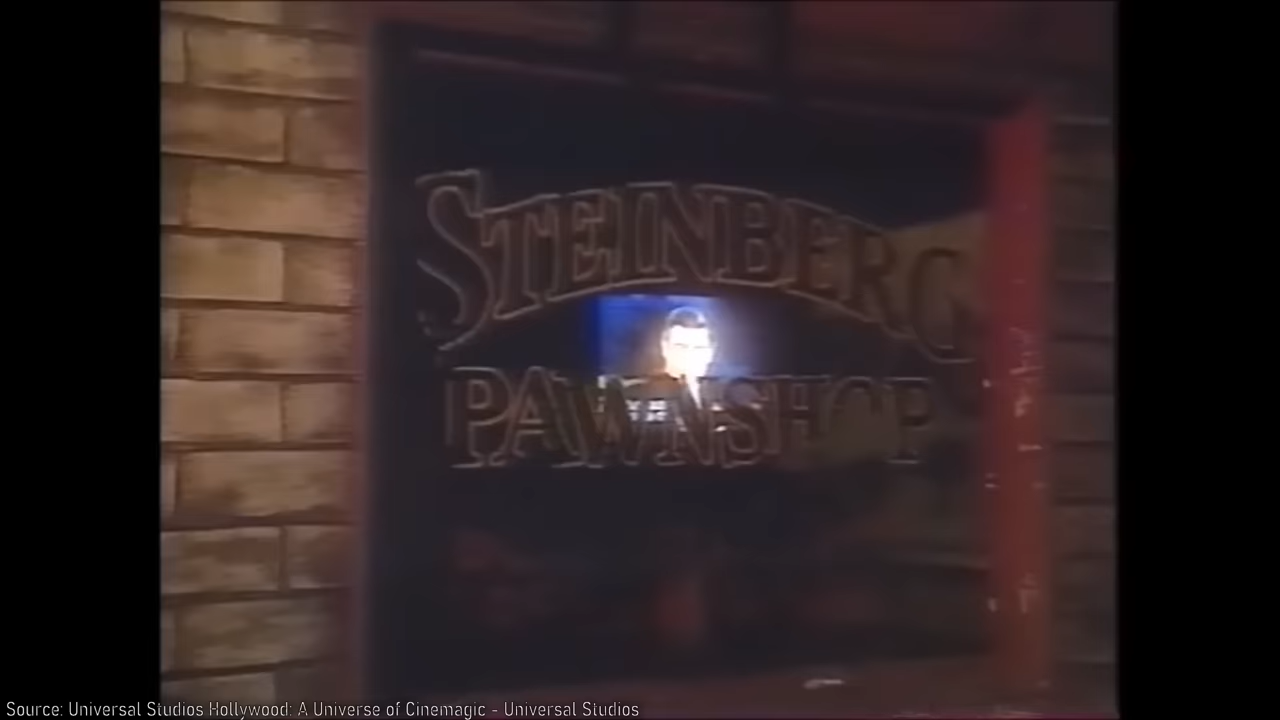 STEINBERG
PAWNSHOP
Source: Universal Studios Hollywood: A Universe of Cinemagic - Universal Studios